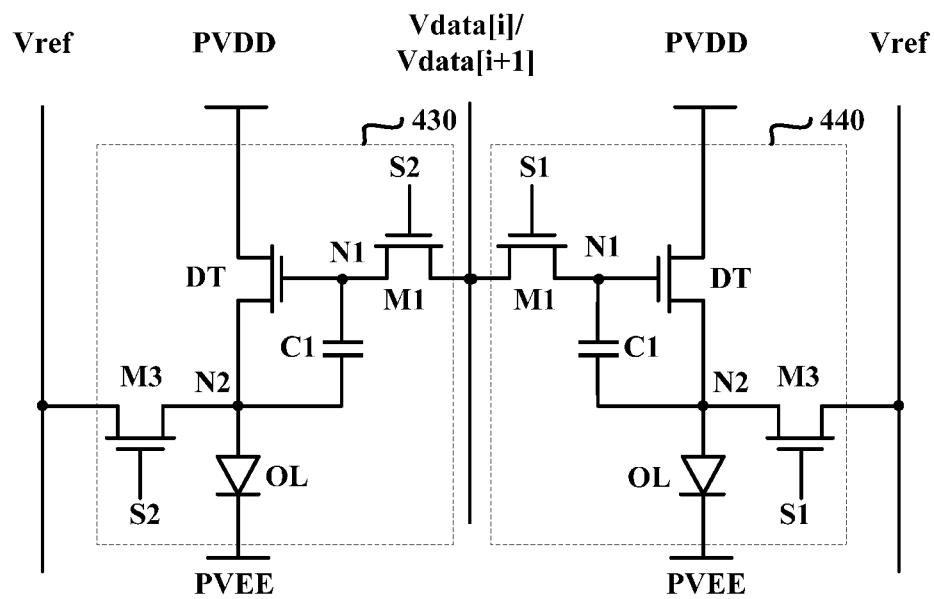 Vref
PVDD
Vdata[i]/
Vdata[i+1]
PVDD
Vref
430
440
S2
S1
N1
N1
DT
M1
M1
DT
C1
C1
M3
N2
N2
M3
OL
OL
S2
S1
PVEE
PVEE